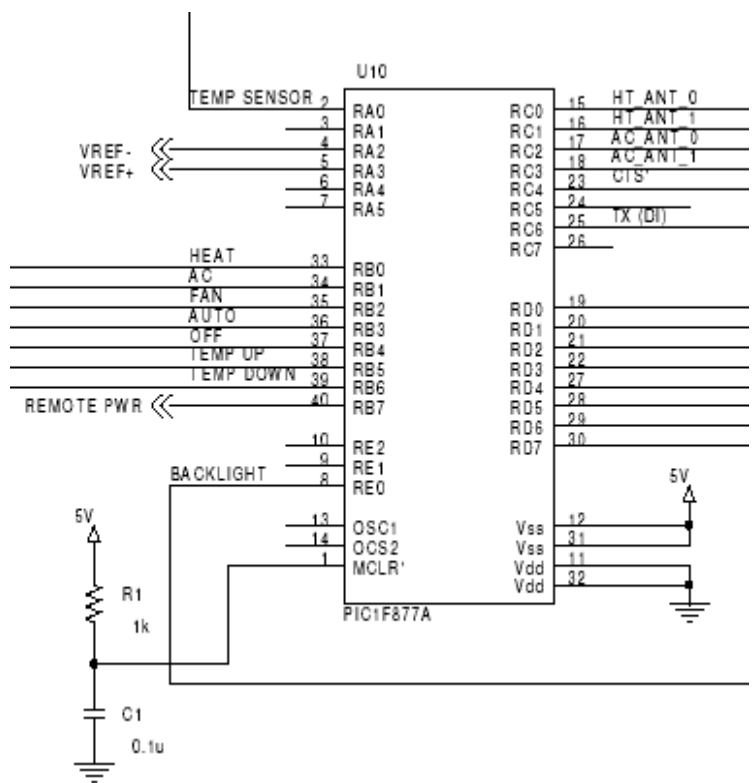 U10
TEMP SENSOR 2 RA0 RC0 15 HT_ANT_0
3 RA1 RC1 16 HT_ANT_1
VREF- 4 RA2 RC2 17 AC_ANT_0
VREF+ 5 RA3 RC3 18 AC_ANT_1
6 RA4 RC4 23 CTS'
7 RA5 RC5 24
RC6 25 TX (DI)
RC7 26
HEAT 33 RB0
AC 34 RB1
FAN 35 RB2 RD0 19
AUTO 36 RB3 RD1 20
OFF 37 RB4 RD2 21
TEMP UP 38 RB5 RD3 22
TEMP DOWN 39 RB6 RD4 27
REMOTE PWR 40 RB7 RD5 28
RD6 29
10 RE2 RD7 30
9 RE1
BACKLIGHT 8 RE0
5V
5V 13 OSC1 Vss 12
14 OCS2 Vss 31
1 MCLR' Vdd 11
Vdd 32
R1
1k
PIC1F877A
C1
0.1u